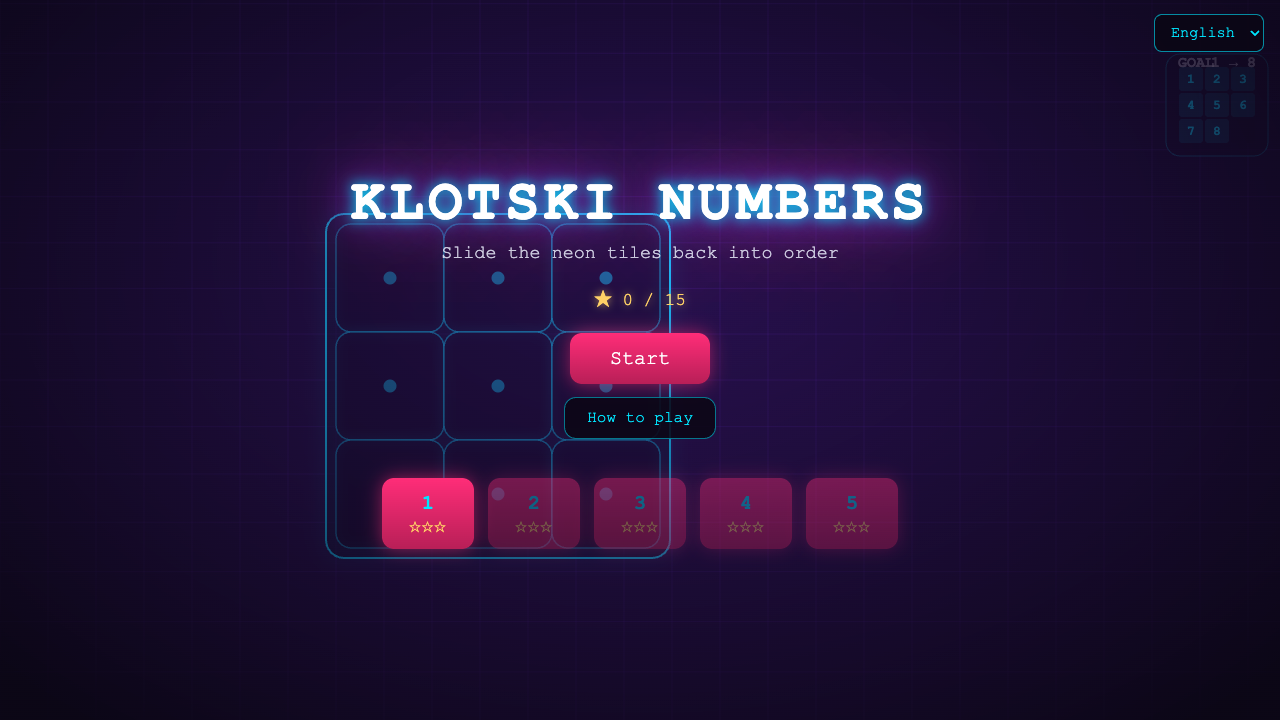 English
GOAL
1 → 8
1 2 3
4 5 6
7 8
KLOTSKI NUMBERS
Slide the neon tiles back into order
★ 0 / 15
Start
How to play
1 2 3 4 5
☆☆☆ ☆☆☆ ☆☆☆ ☆☆☆ ☆☆☆